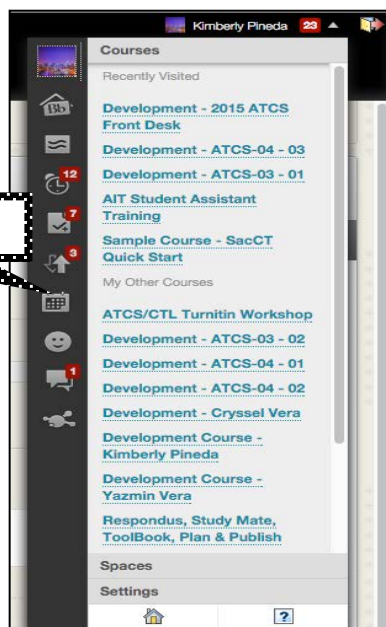 Kimberly Pineda 23
Courses
Recently Visited
Bb
Development - 2015 ATCS
Front Desk
Development - ATCS-04 - 03
12
Development - ATCS-03 - 01
AIT Student Assistant
Training
7
Sample Course - SacCT
Quick Start
3
My Other Courses
ATCS/CTL Turnitin Workshop
Development - ATCS-03 - 02
Development - ATCS-04 - 01
1
Development - ATCS-04 - 02
Development - Cryssel Vera
Development Course -
Kimberly Pineda
Development Course -
Yazmin Vera
Respondus, Study Mate,
ToolBook, Plan & Publish
Spaces
Settings
?